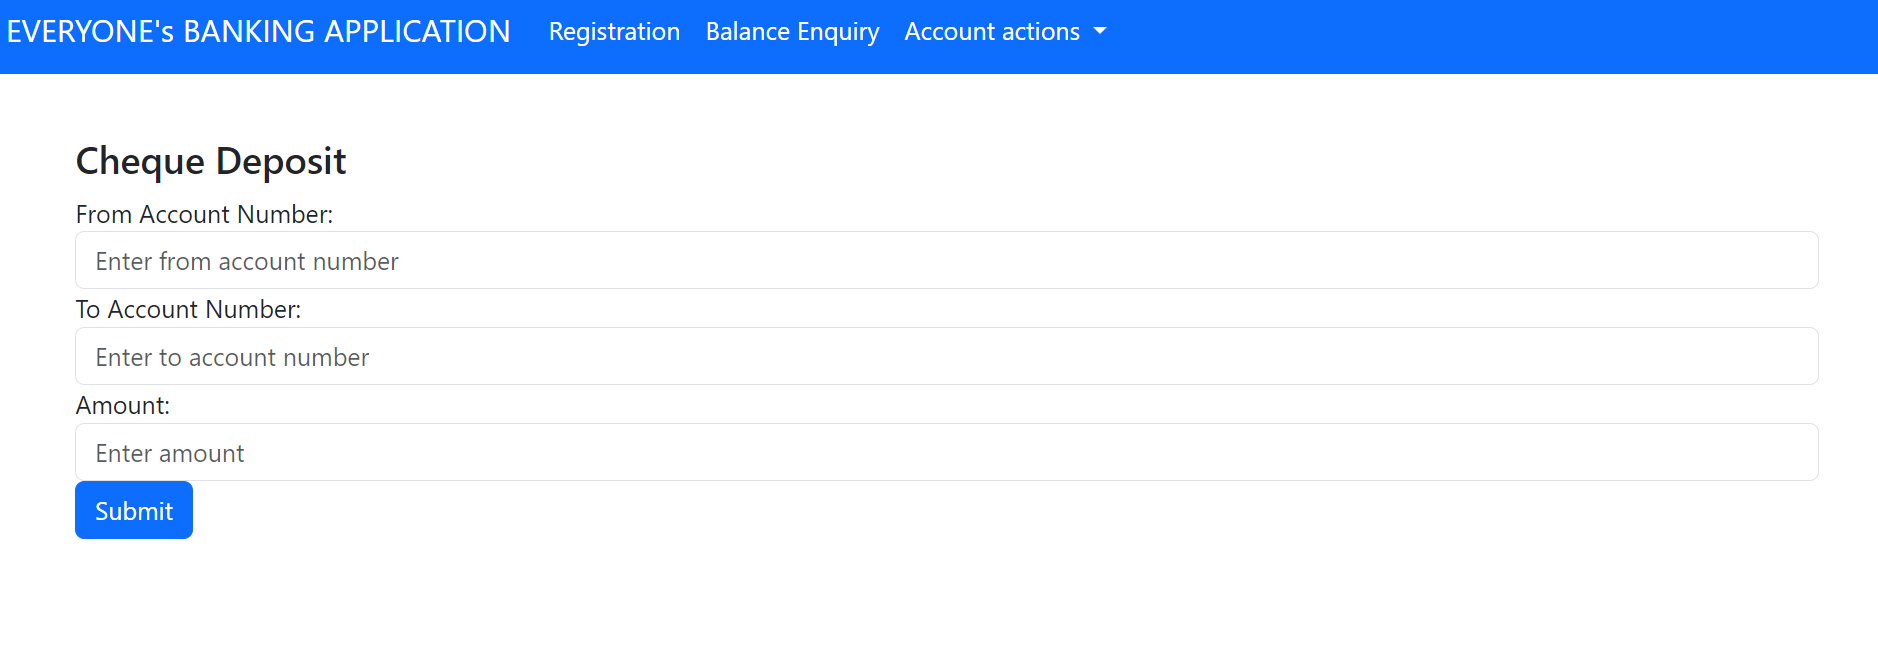 EVERYONE's BANKING APPLICATION Registration Balance Enquiry Account actions
Cheque Deposit
From Account Number:
Enter from account number
To Account Number:
Enter to account number
Amount:
Enter amount
Submit